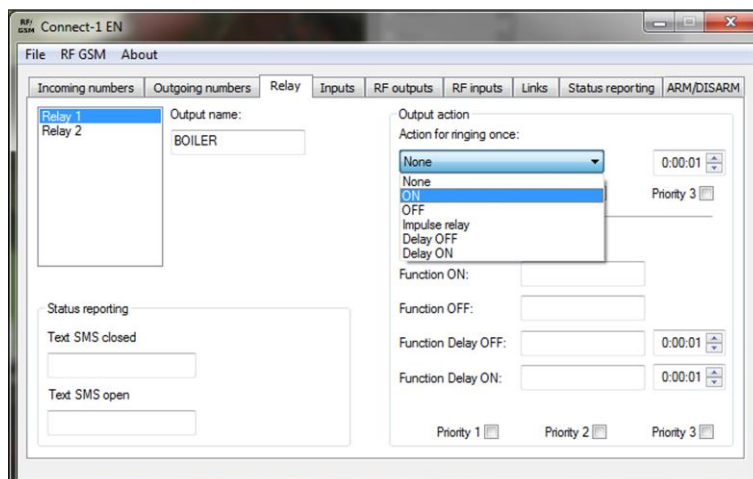 RF/ GSM Connect-1 EN
File RF GSM About
Incoming numbers Outgoing numbers Relay Inputs RF outputs RF inputs Links Status reporting ARM/DISARM
Relay 1
Relay 2
Output name:
BOILER
Status reporting
Text SMS closed
Text SMS open
Output action
Action for ringing once:
None 0:00:01
None
ON
OFF
Impulse relay
Delay OFF
Delay ON
Priority 3
Function ON:
Function OFF:
Function Delay OFF: 0:00:01
Function Delay ON: 0:00:01
Priority 1 Priority 2 Priority 3